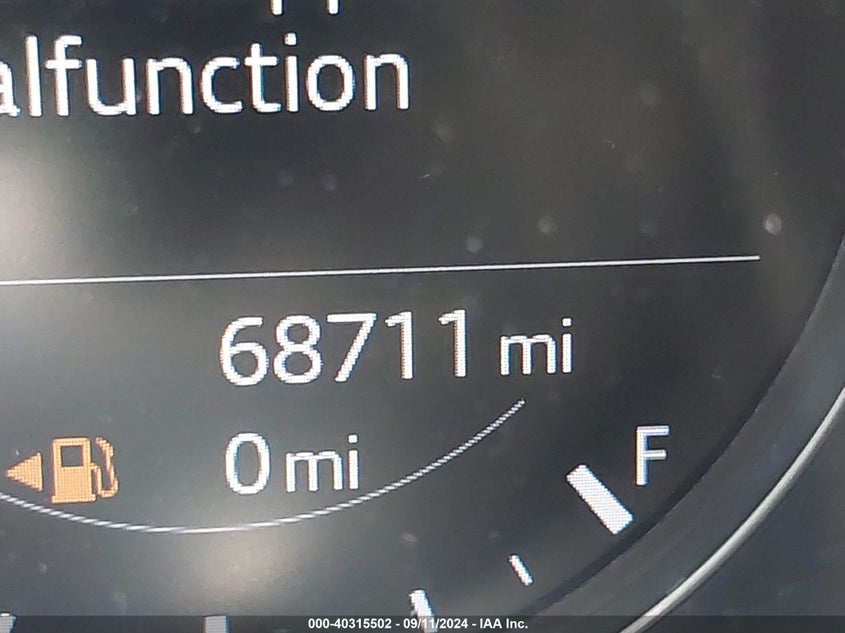 alfunction
68711 mi
0 mi
F
000-40315502 - 09/11/2024 - IAA Inc.